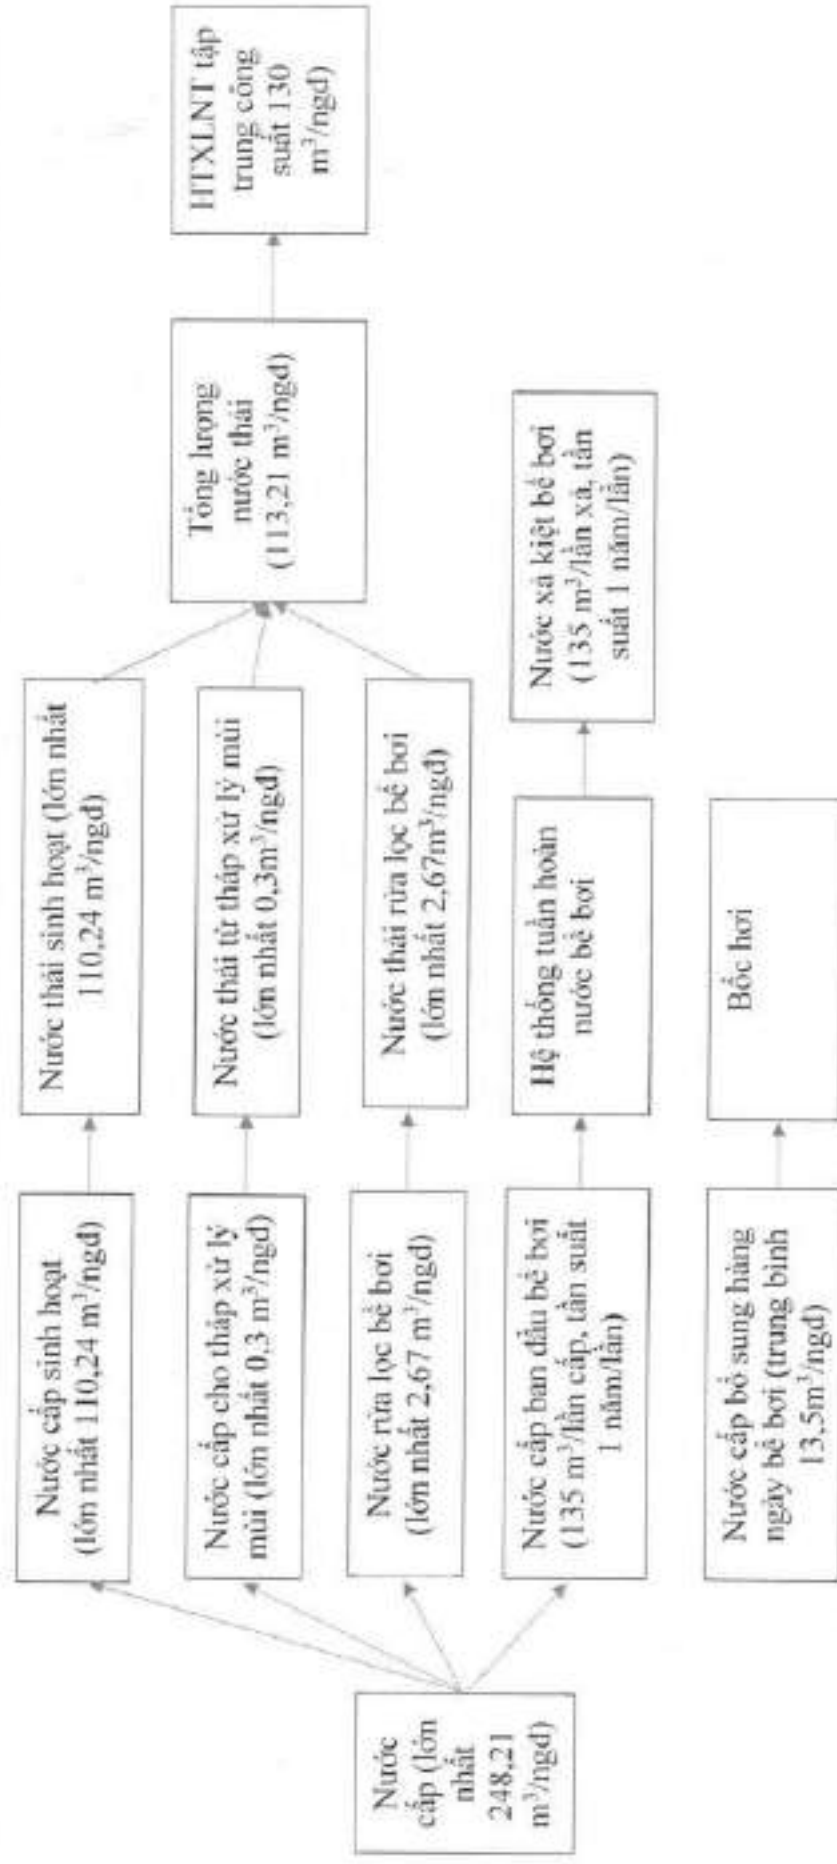 Nước
cấp (lớn
nhất
248,21
m³/ngđ)
Nước cấp sinh hoạt
(lớn nhất 110,24 m³/ngđ)
Nước cấp cho tháp xử lý
mùi (lớn nhất 0,3 m³/ngđ)
Nước rửa lọc bể bơi
(lớn nhất 2,67 m³/ngđ)
Nước cấp ban đầu bể bơi
(135 m³/lần cấp, tần suất
1 năm/lần)
Nước cấp bổ sung hàng
ngày bể bơi (trung bình
13,5m³/ngđ)
Nước thải sinh hoạt (lớn nhất
110,24 m³/ngđ)
Nước thải từ tháp xử lý mùi
(lớn nhất 0,3m³/ngđ)
Nước thải rửa lọc bể bơi
(lớn nhất 2,67m³/ngđ)
Hệ thống tuần hoàn
nước bể bơi
Bốc hơi
Tổng lượng
nước thải
(113,21 m³/ngđ)
Nước xả kiệt bể bơi
(135 m³/lần xả, tần
suất 1 năm/lần)
HTXLNT tập
trung công
suất 130
m³/ngđ)